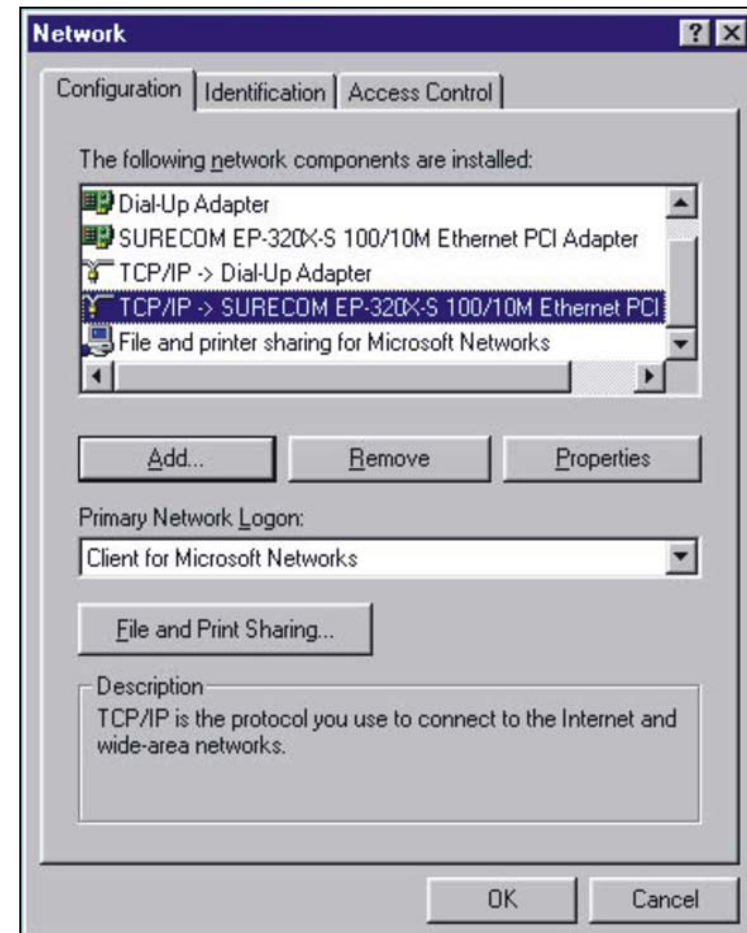 Network
Configuration Identification Access Control
The following network components are installed:
Dial-Up Adapter
SURECOM EP-320X-S 100/10M Ethernet PCI Adapter
TCP/IP -> Dial-Up Adapter
TCP/IP -> SURECOM EP-320X-S 100/10M Ethernet PCI
File and printer sharing for Microsoft Networks
Add... Remove Properties
Primary Network Logon:
Client for Microsoft Networks
File and Print Sharing...
Description
TCP/IP is the protocol you use to connect to the Internet and
wide-area networks.
OK Cancel